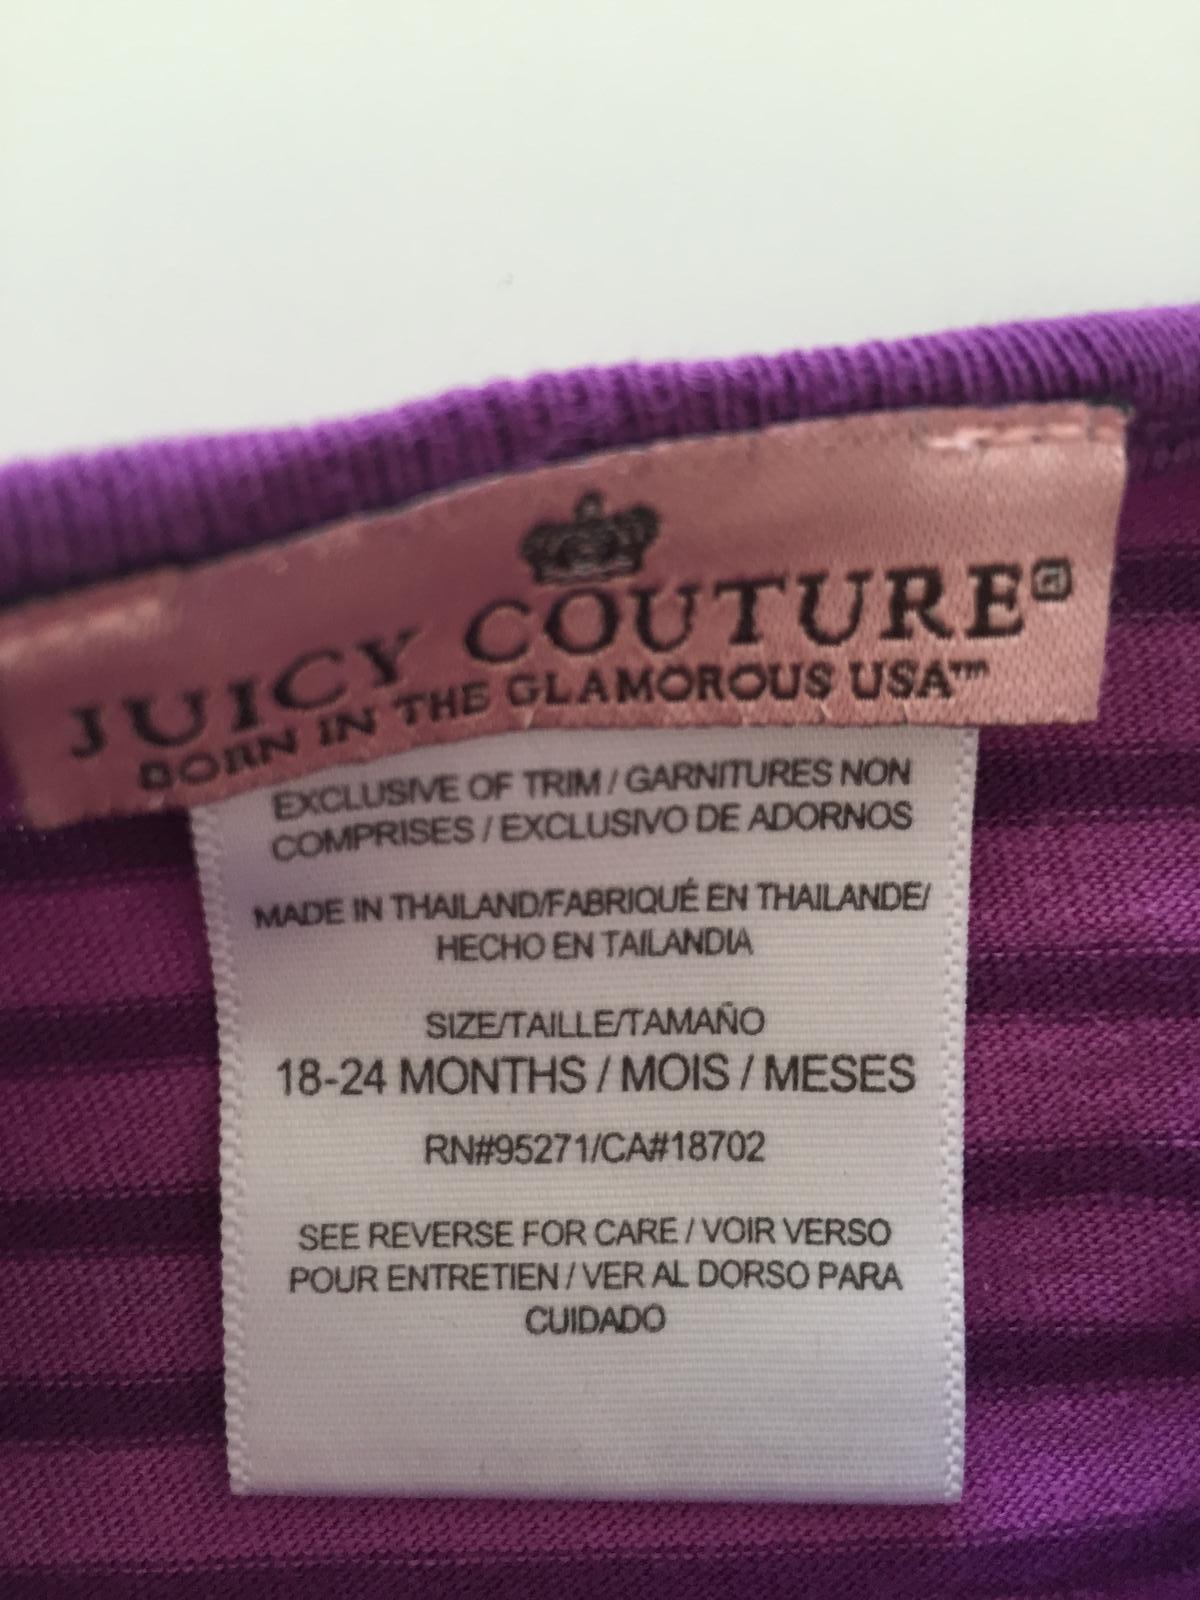 JUICY COUTURE®
BORN IN THE GLAMOROUS USA™
EXCLUSIVE OF TRIM / GARNITURES NON
COMPRISES / EXCLUSIVO DE ADORNOS
MADE IN THAILAND/FABRIQUÉ EN THAILANDE/
HECHO EN TAILANDIA
SIZE/TAILLE/TAMAÑO
18-24 MONTHS / MOIS / MESES
RN#95271/CA#18702
SEE REVERSE FOR CARE / VOIR VERSO
POUR ENTRETIEN / VER AL DORSO PARA
CUIDADO